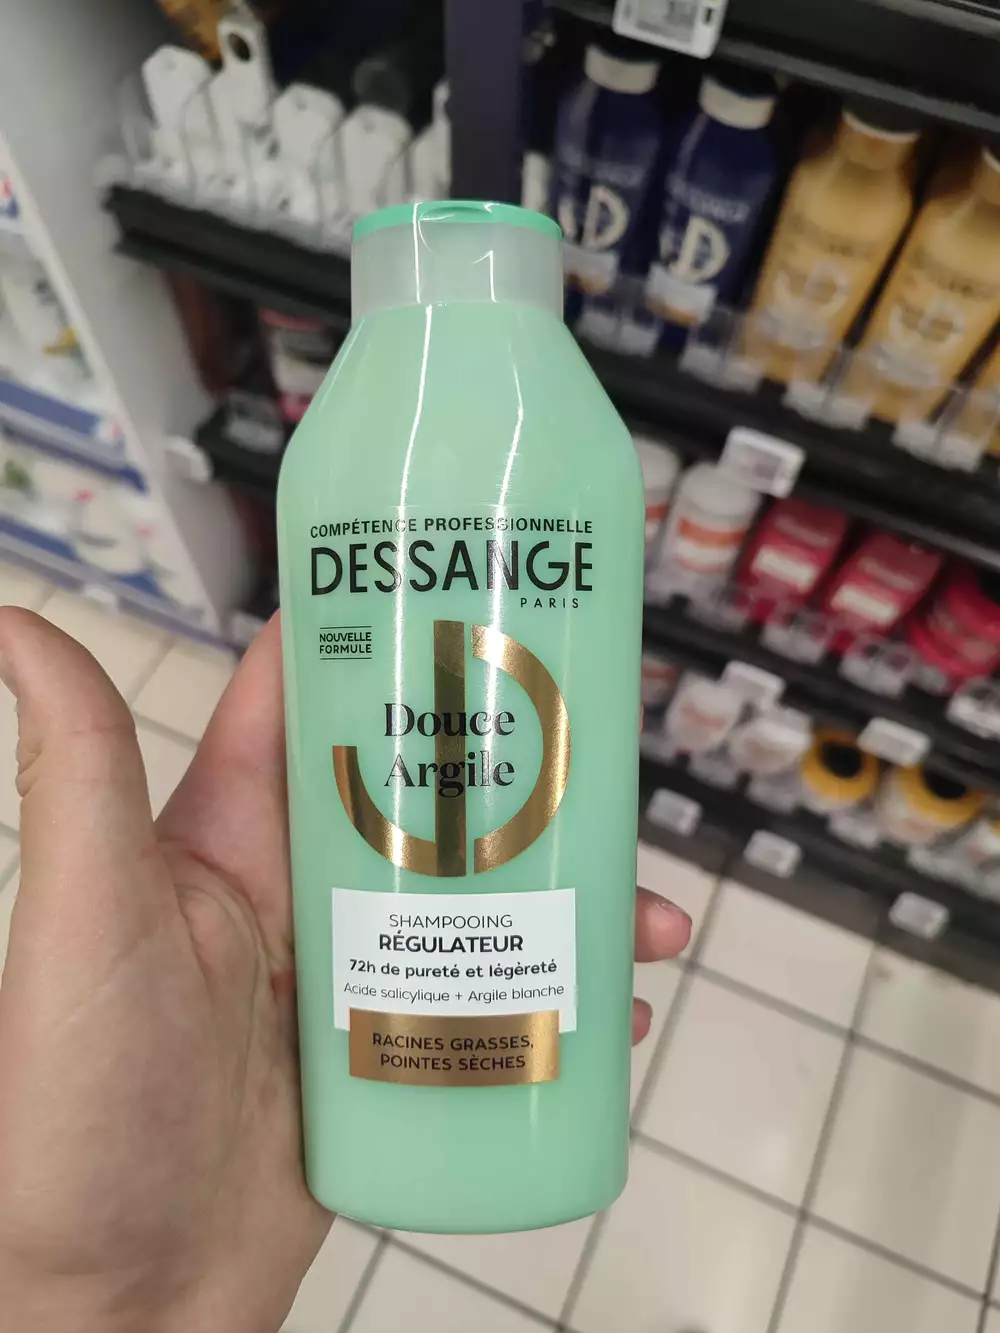 COMPÉTENCE PROFESSIONNELLE
DESSANGE
PARIS
NOUVELLE
FORMULE
Douce
Argile
SHAMPOOING
RÉGULATEUR
72h de pureté et légèreté
Acide salicylique + Argile blanche
RACINES GRASSES,
POINTES SÈCHES